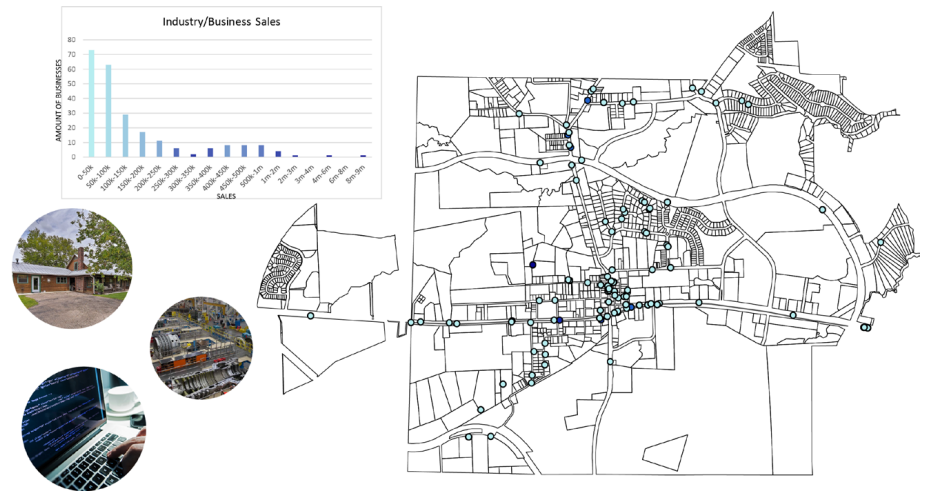 Industry/Business Sales
AMOUNT OF BUSINESSES
80
70
60
50
40
30
20
10
0
0-50k
50k-100k
100k-150k
150k-200k
200k-250k
250k-300k
300k-350k
350k-400k
400k-450k
450k-500k
500k-1m
1m-2m
2m-3m
3m-4m
4m-6m
6m-8m
8m-9m
SALES